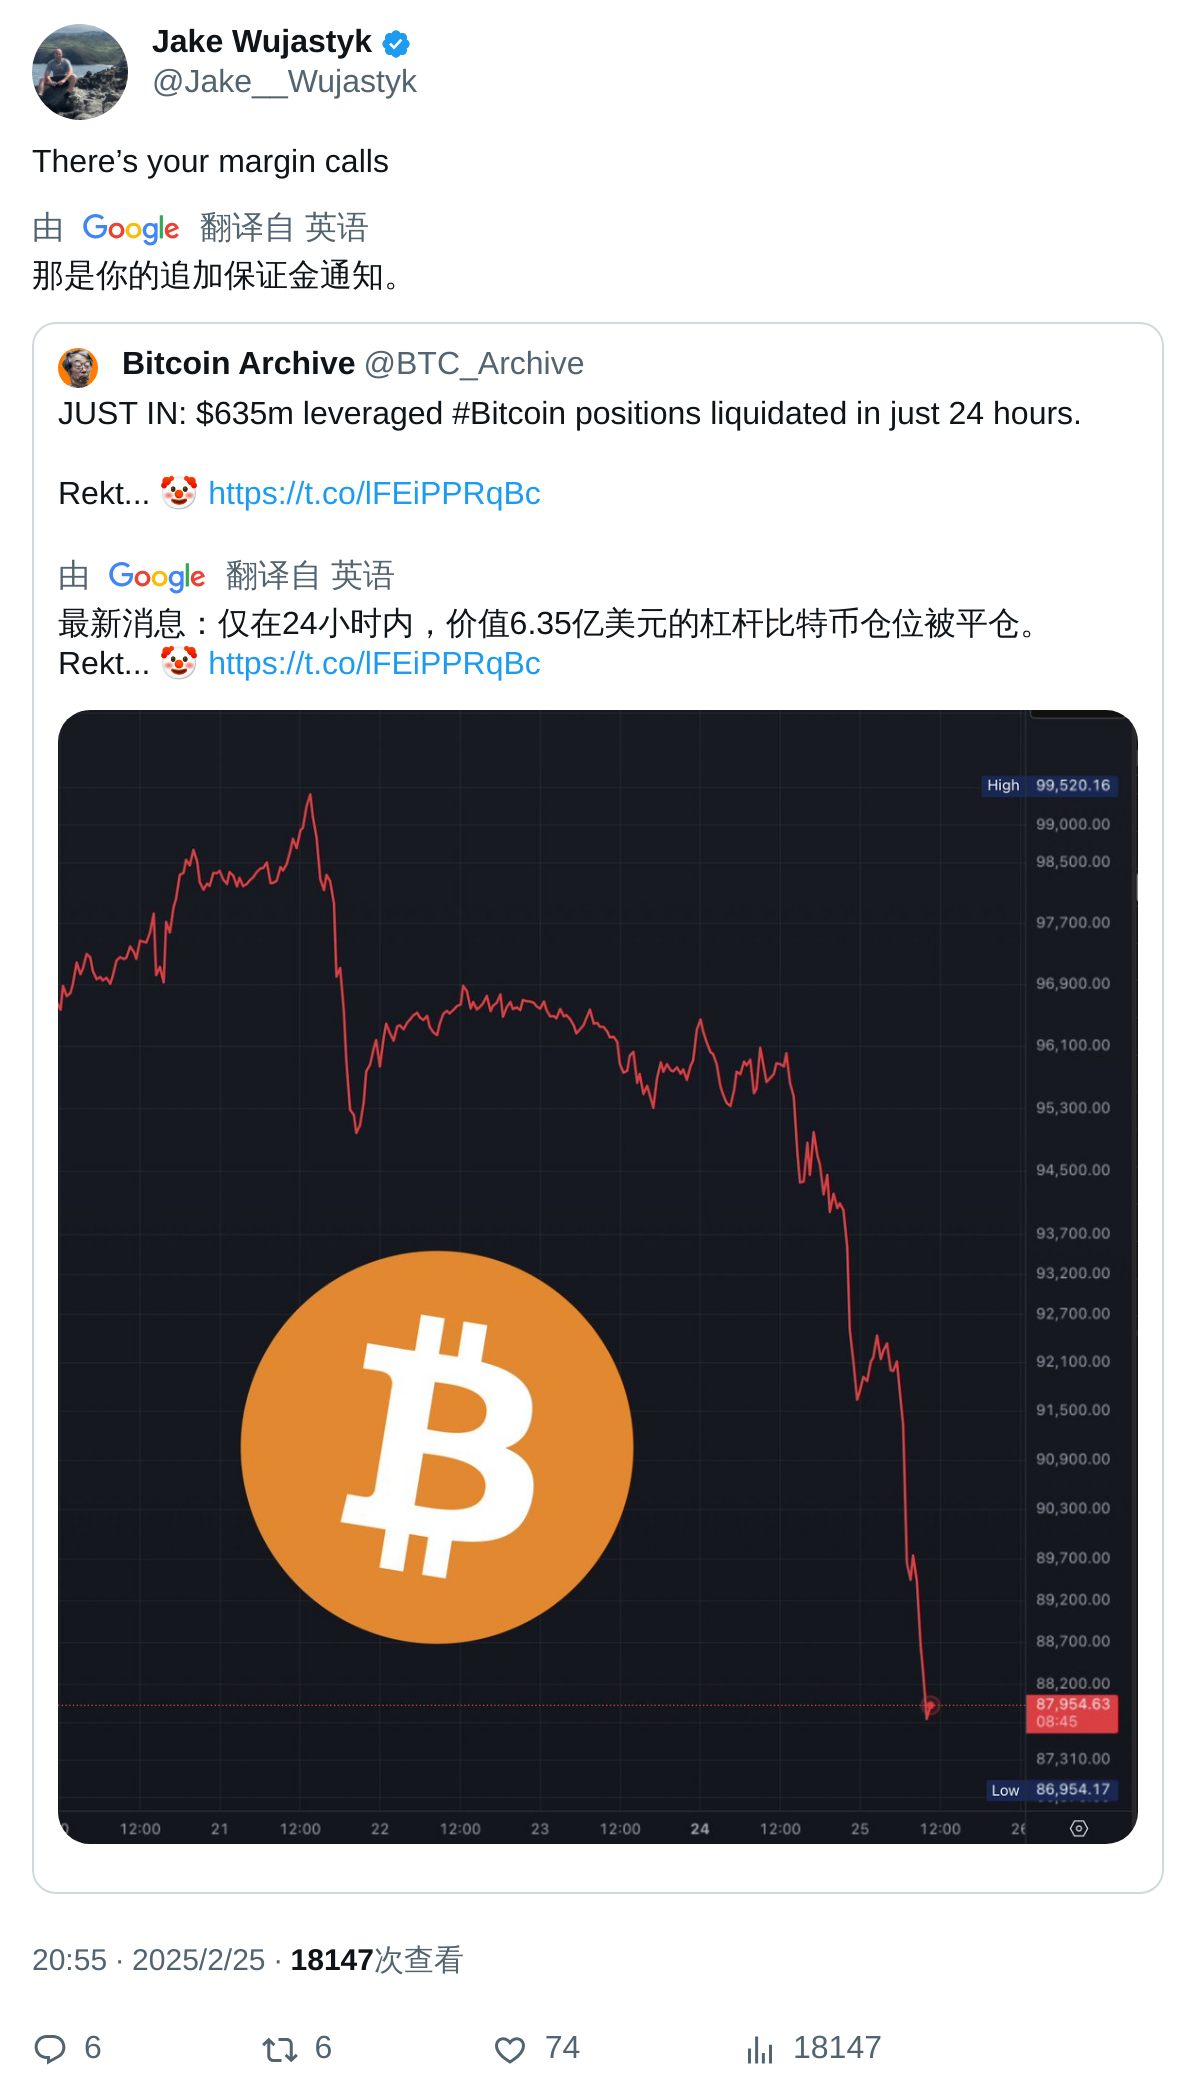 Jake Wujastyk
@Jake__Wujastyk
There’s your margin calls
由 Google 翻译自 英语
那是你的追加保证金通知。
Bitcoin Archive @BTC_Archive
JUST IN: $635m leveraged #Bitcoin positions liquidated in just 24 hours.
Rekt... 🤡 https://t.co/lFEiPPRqBc
由 Google 翻译自 英语
最新消息：仅在24小时内，价值6.35亿美元的杠杆比特币仓位被平仓。
Rekt... 🤡 https://t.co/lFEiPPRqBc
High 99,520.16
99,000.00
98,500.00
97,700.00
96,900.00
96,100.00
95,300.00
94,500.00
93,700.00
93,200.00
92,700.00
92,100.00
91,500.00
90,900.00
90,300.00
89,700.00
89,200.00
88,700.00
88,200.00
87,954.63
08:45
87,310.00
Low 86,954.17
12:00 21 12:00 22 12:00 23 12:00 24 12:00 25 12:00
20:55 · 2025/2/25 · 18147次查看
6 6 74 18147